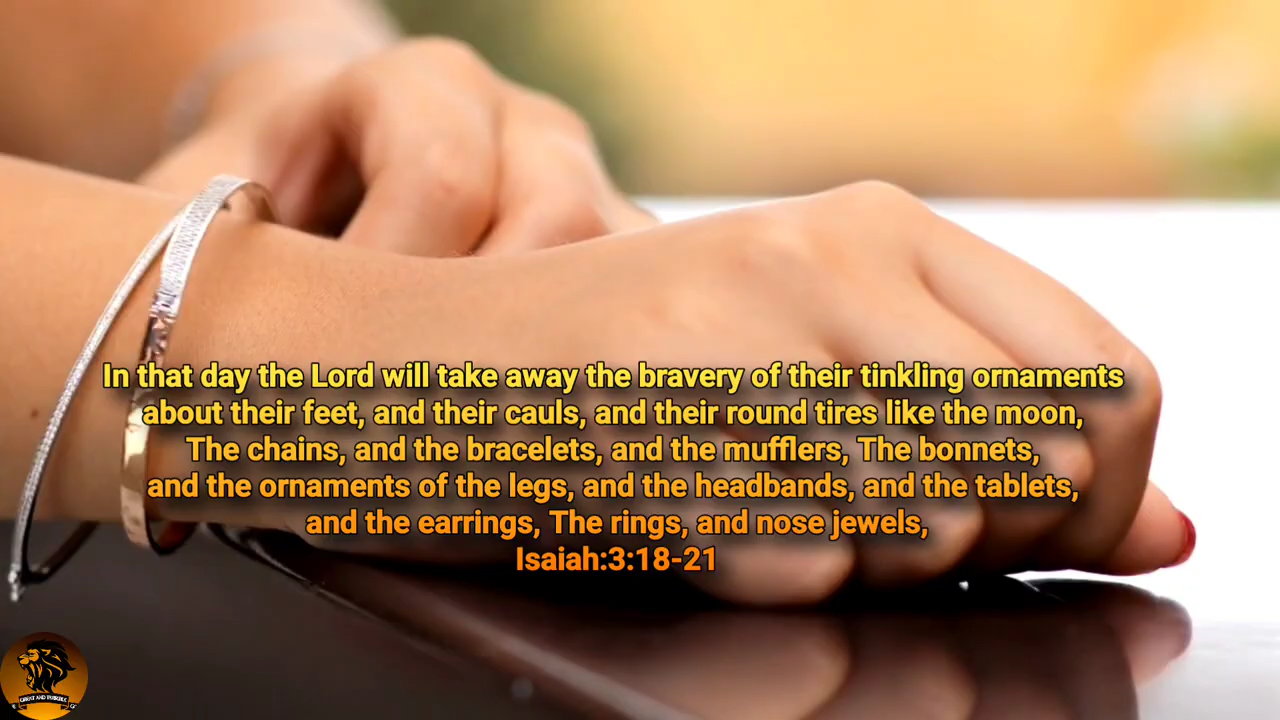 In that day the Lord will take away the bravery of their tinkling ornaments
about their feet, and their cauls, and their round tires like the moon,
The chains, and the bracelets, and the mufflers, The bonnets,
and the ornaments of the legs, and the headbands, and the tablets,
and the earrings, The rings, and nose jewels,
Isaiah:3:18-21